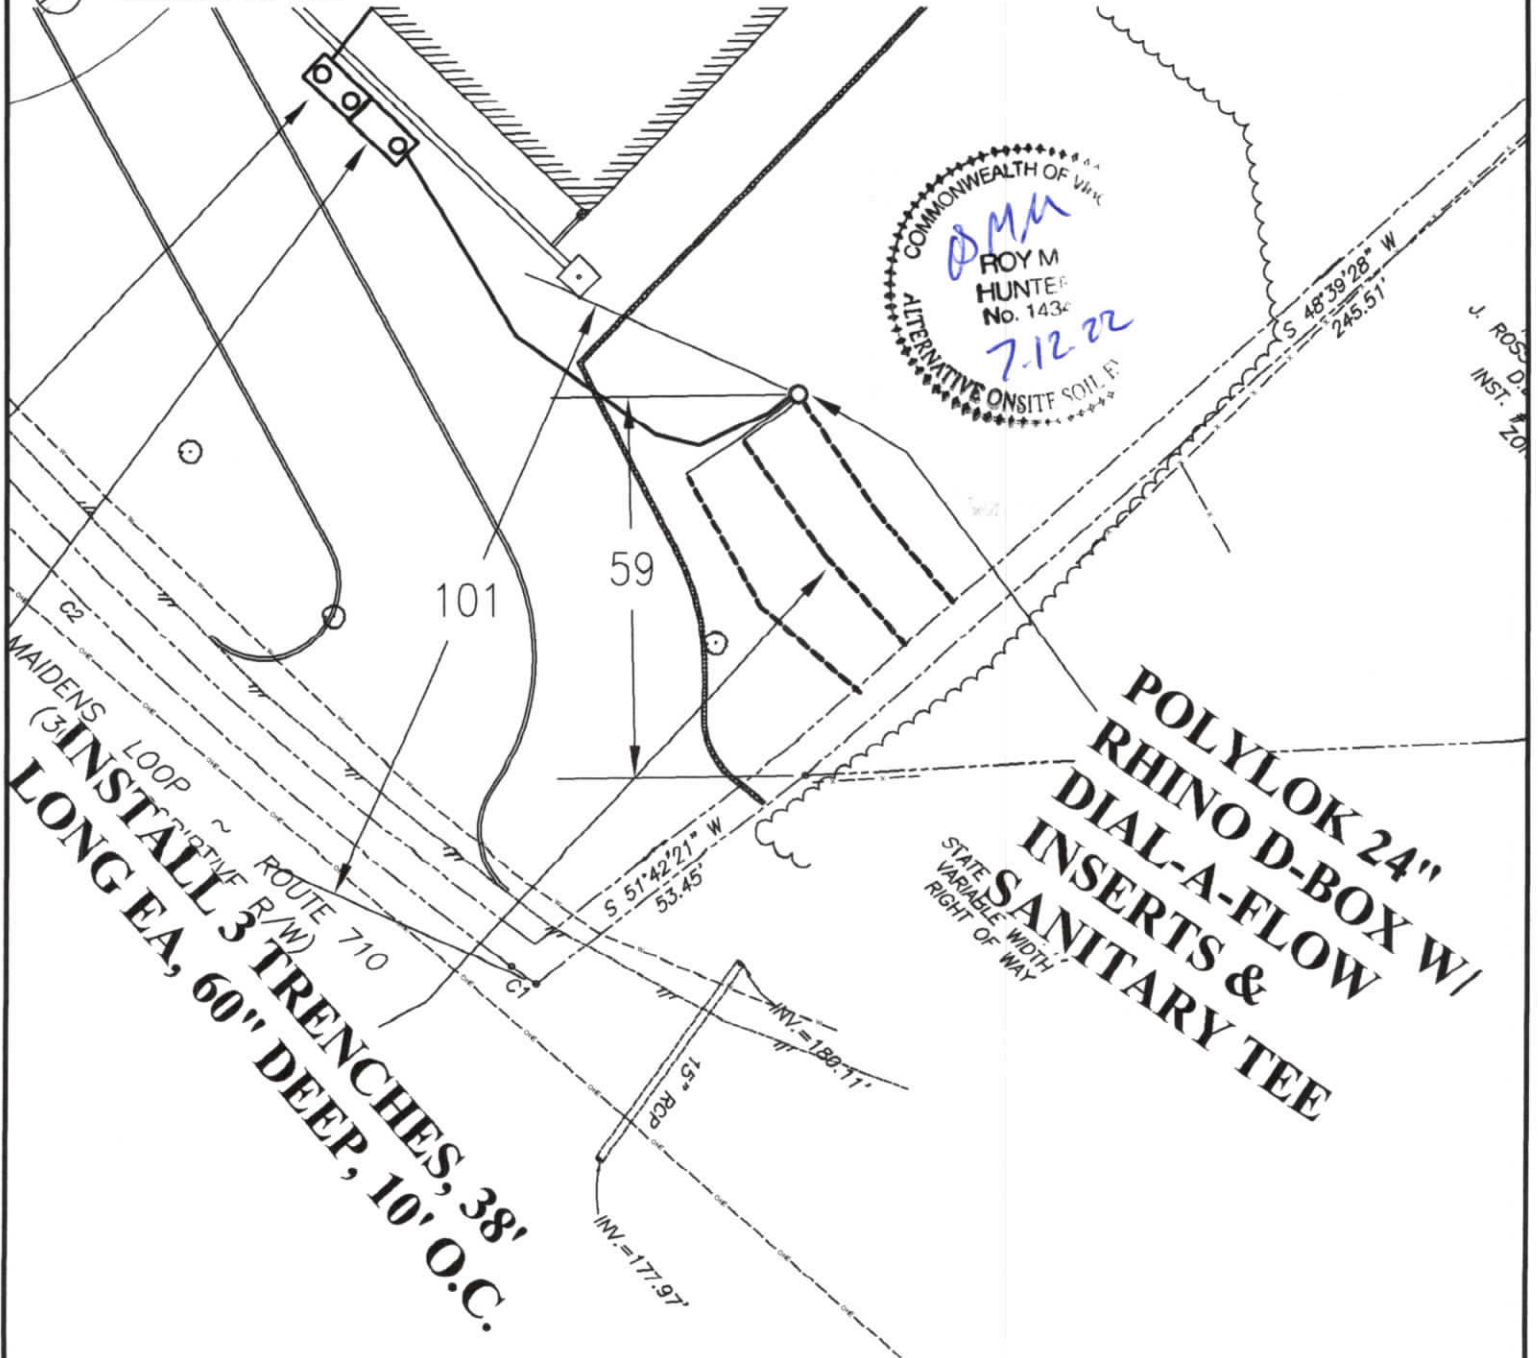 COMMONWEALTH OF
ROY M
HUNTE
No. 143
7-12-22
ALTERNATIVE ONSITE SOIL
S 48°39'28" W
245.51'
J. ROSS
INST. #
101
59
C2
MAIDENS LOOP ~ ROUTE 710
R/W)
INSTALL 3 TRENCHES, 38'
LONG EA, 60" DEEP, 10' O.C.
S 51°42'21" W
53.45'
C1
POLYLOK 24"
RHINO D-BOX W/
DIAL-A-FLOW
INSERTS &
SANITARY TEE
STATE
VARIABLE WIDTH
RIGHT OF WAY
INV.=180.11'
15" RCP
INV.=177.97'